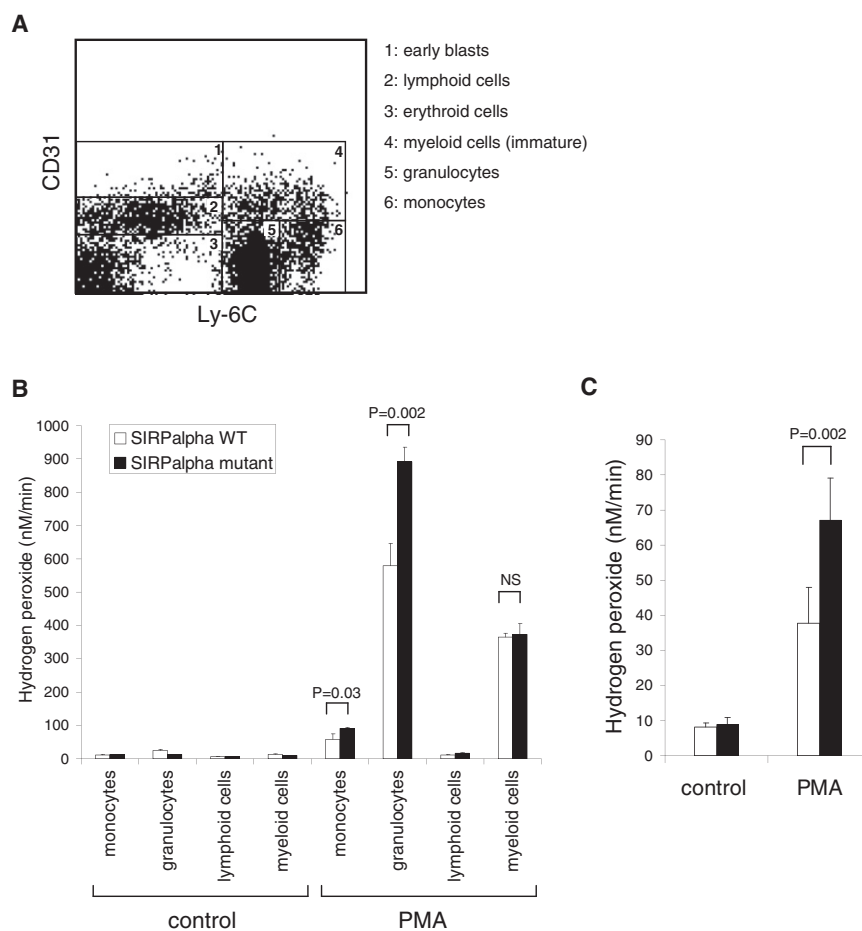 A
CD31
Ly-6C
1
2
3
4
5
6
1: early blasts
2: lymphoid cells
3: erythroid cells
4: myeloid cells (immature)
5: granulocytes
6: monocytes
B
Hydrogen peroxide (nM/min)
1000
900
800
700
600
500
400
300
200
100
0
SIRPalpha WT
SIRPalpha mutant
P=0.03
P=0.002
NS
monocytes
granulocytes
lymphoid cells
myeloid cells
monocytes
granulocytes
lymphoid cells
myeloid cells
control
PMA
C
Hydrogen peroxide (nM/min)
90
80
70
60
50
40
30
20
10
0
P=0.002
control
PMA